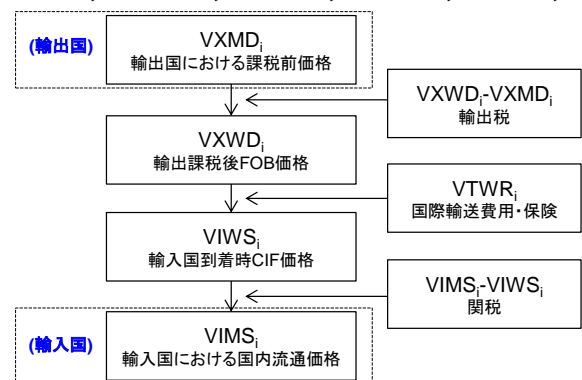 (輸出国)
VXMDi
輸出国における課税前価格
VXWDi-VXMDi
輸出税
VXWDi
輸出課税後FOB価格
VTWRi
国際輸送費用・保険
VIWSi
輸入国到着時CIF価格
VIMSi-VIWSi
関税
(輸入国)
VIMSi
輸入国における国内流通価格